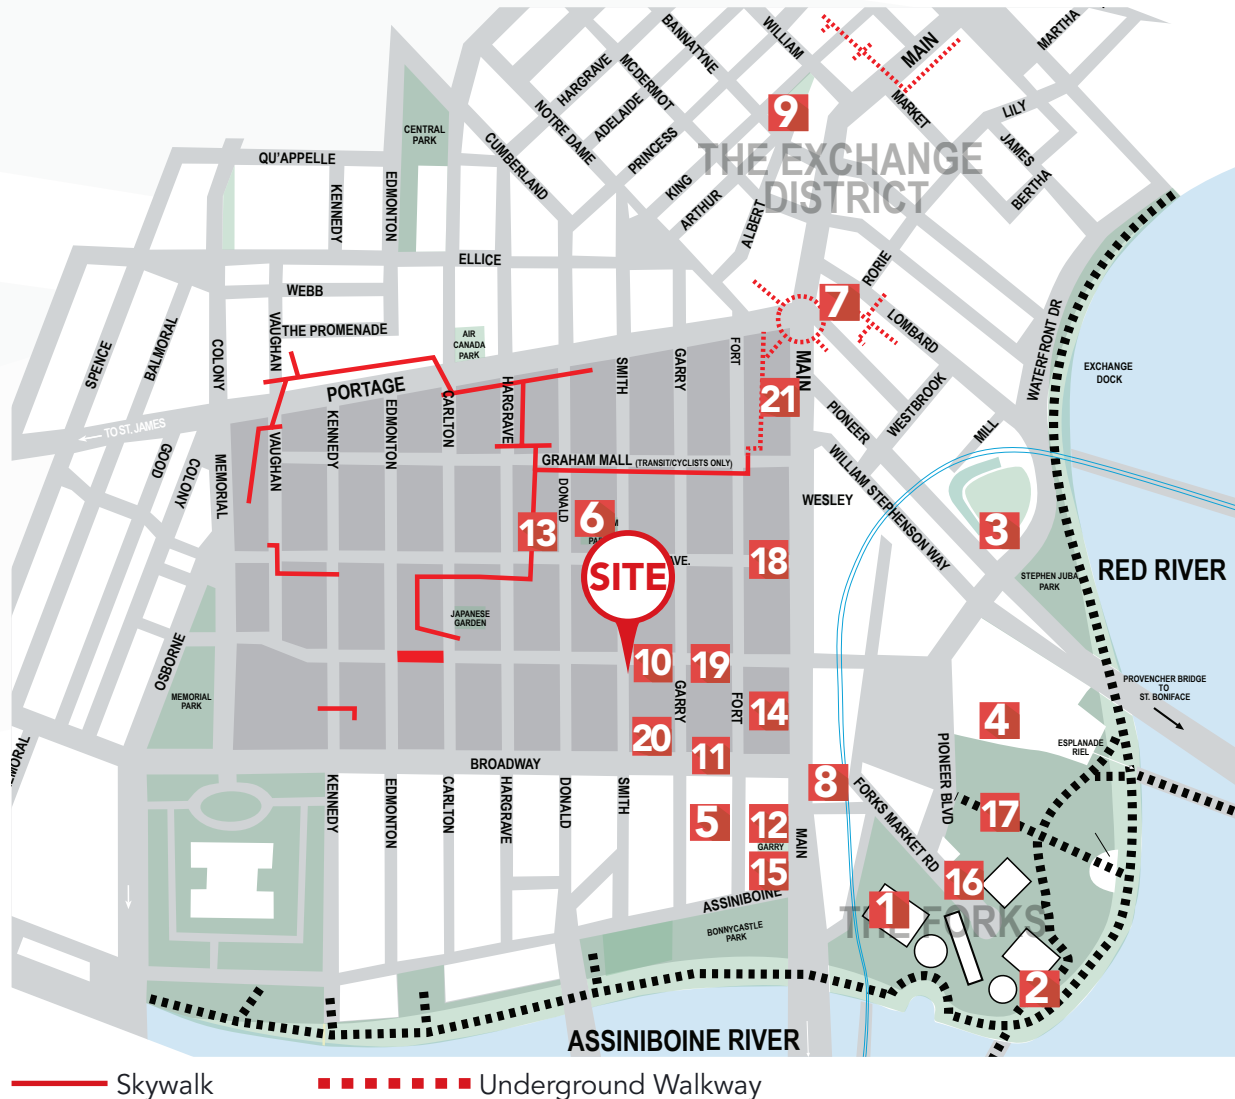 WILLIAM
BANNATYNE
MAIN
MARTHA
HARGRAVE
MCDERMOT
ADELAIDE
NOTRE DAME
9
MARKET
LILY
CENTRAL
PARK
CUMBERLAND
PRINCESS
JAMES
QU'APPELLE
THE EXCHANGE
DISTRICT
KING
ARTHUR
BERTHA
KENNEDY
EDMONTON
ALBERT
ELLICE
RORIE
WEBB
7
LOMBARD
WATERFRONT DR
VAUGHAN
THE PROMENADE
AIR
CANADA
PARK
SPENCE
BALMORAL
COLONY
FORT
GARRY
SMITH
MAIN
EXCHANGE
DOCK
PORTAGE
HARGRAVE
CARLTON
EDMONTON
KENNEDY
21
PIONEER
WESTBROOK
MILL
TO ST. JAMES
GOOD
COLONY
MEMORIAL
VAUGHAN
GRAHAM MALL (TRANSIT/CYCLISTS ONLY)
DONALD
WESLEY
WILLIAM STEPHENSON WAY
6
13
3
AVE.
18
SITE
RED RIVER
STEPHEN JUBA
PARK
JAPANESE
GARDEN
OSBORNE
10
19
MEMORIAL
PARK
GARRY
FORT
14
PROVENCHER BRIDGE
TO
ST. BONIFACE
4
20
11
ESPLANADE
RIEL
BROADWAY
PIONEER BLVD
8
KENNEDY
EDMONTON
CARLTON
HARGRAVE
DONALD
SMITH
5
12
GARRY
15
MAIN
FORKS MARKET RD
17
16
ASSINIBOINE
1
THE FORKS
BONNYCASTLE
PARK
2
ASSINIBOINE RIVER
Skywalk
Underground Walkway